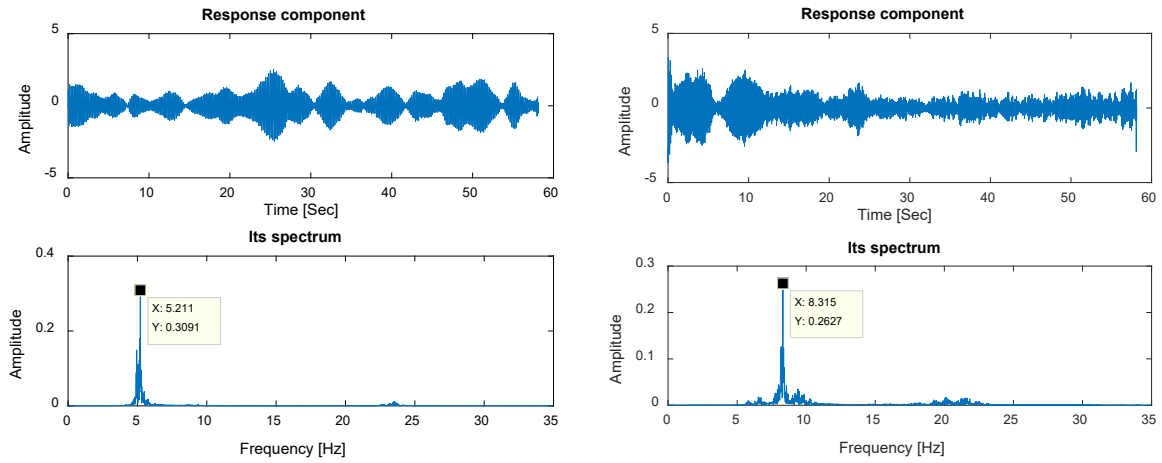 Response component
Amplitude
5
0
-5
0 10 20 30 40 50 60
Time [Sec]
Its spectrum
Amplitude
0.4
0.2
0
X: 5.211
Y: 0.3091
0 5 10 15 20 25 30 35
Frequency [Hz]
Response component
Amplitude
5
0
-5
0 10 20 30 40 50 60
Time [Sec]
Its spectrum
Amplitude
0.3
0.2
0.1
0
X: 8.315
Y: 0.2627
0 5 10 15 20 25 30 35
Frequency [Hz]